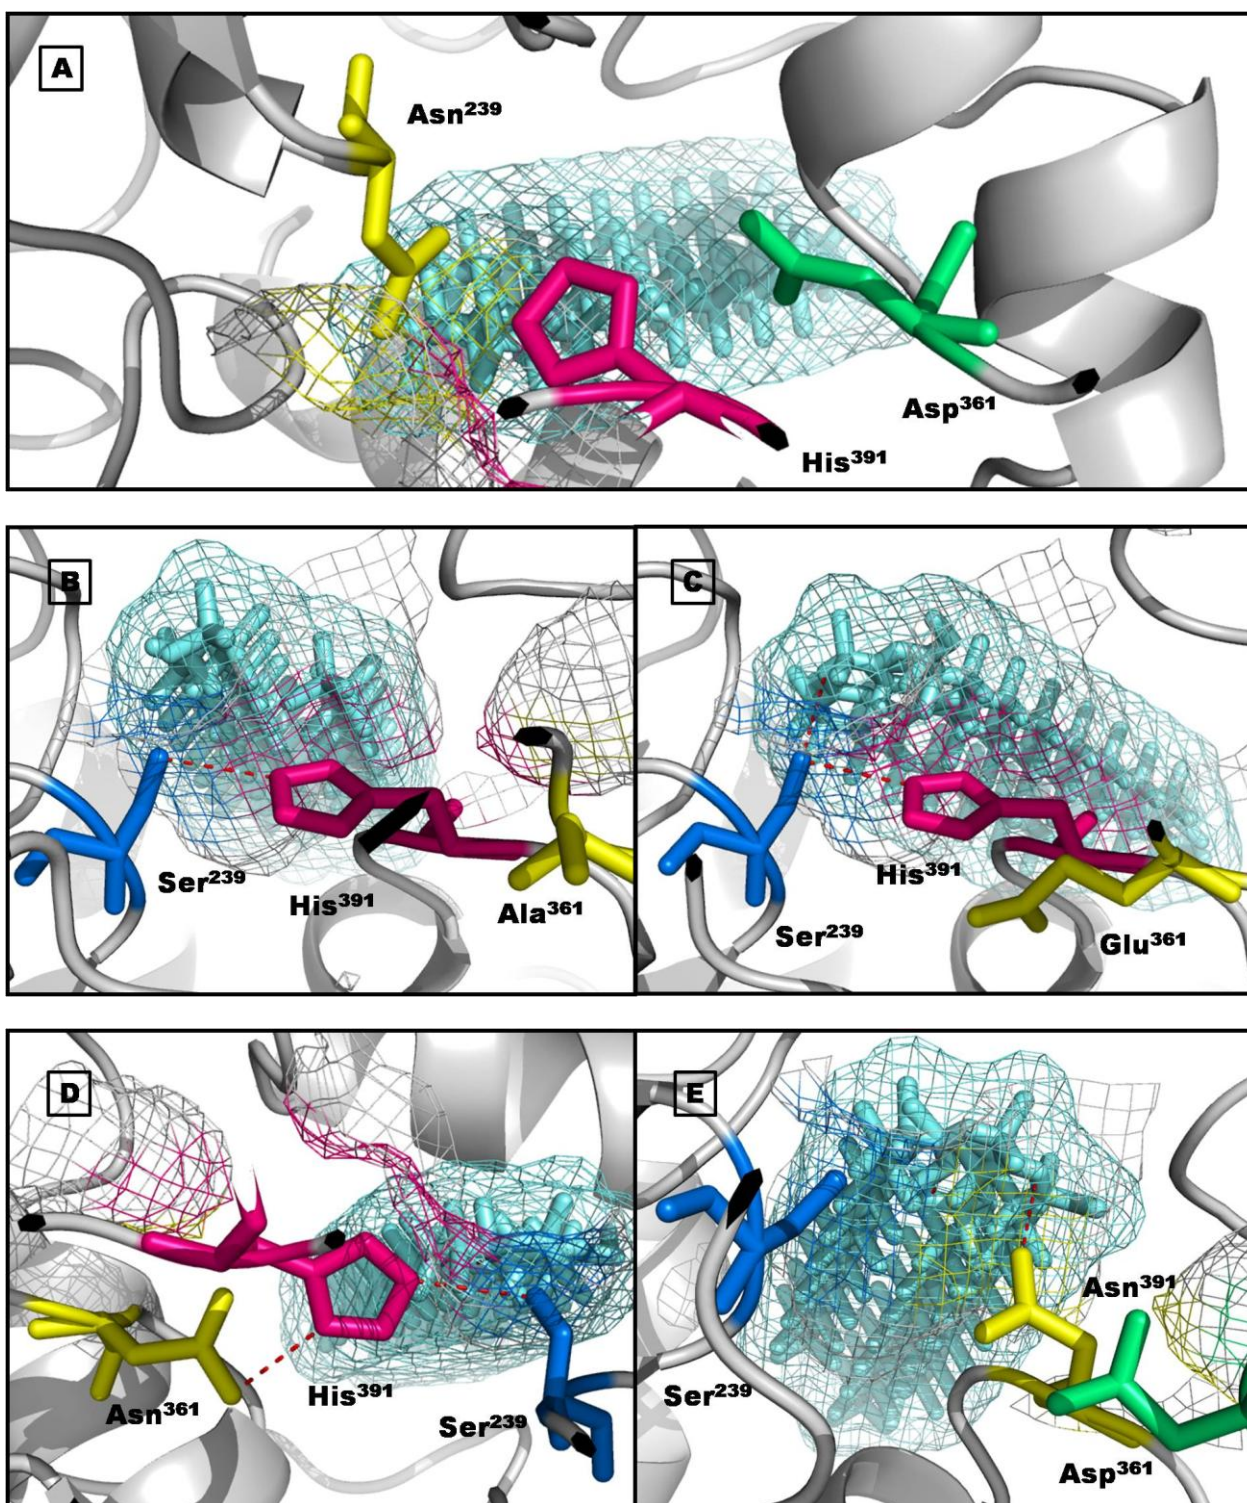 A
Asn²³⁹
Asp³⁶¹
His³⁹¹
B
Ser²³⁹
His³⁹¹
Ala³⁶¹
C
His³⁹¹
Ser²³⁹
Glu³⁶¹
D
His³⁹¹
Asn³⁶¹
Ser²³⁹
E
Asn³⁹¹
Ser²³⁹
Asp³⁶¹